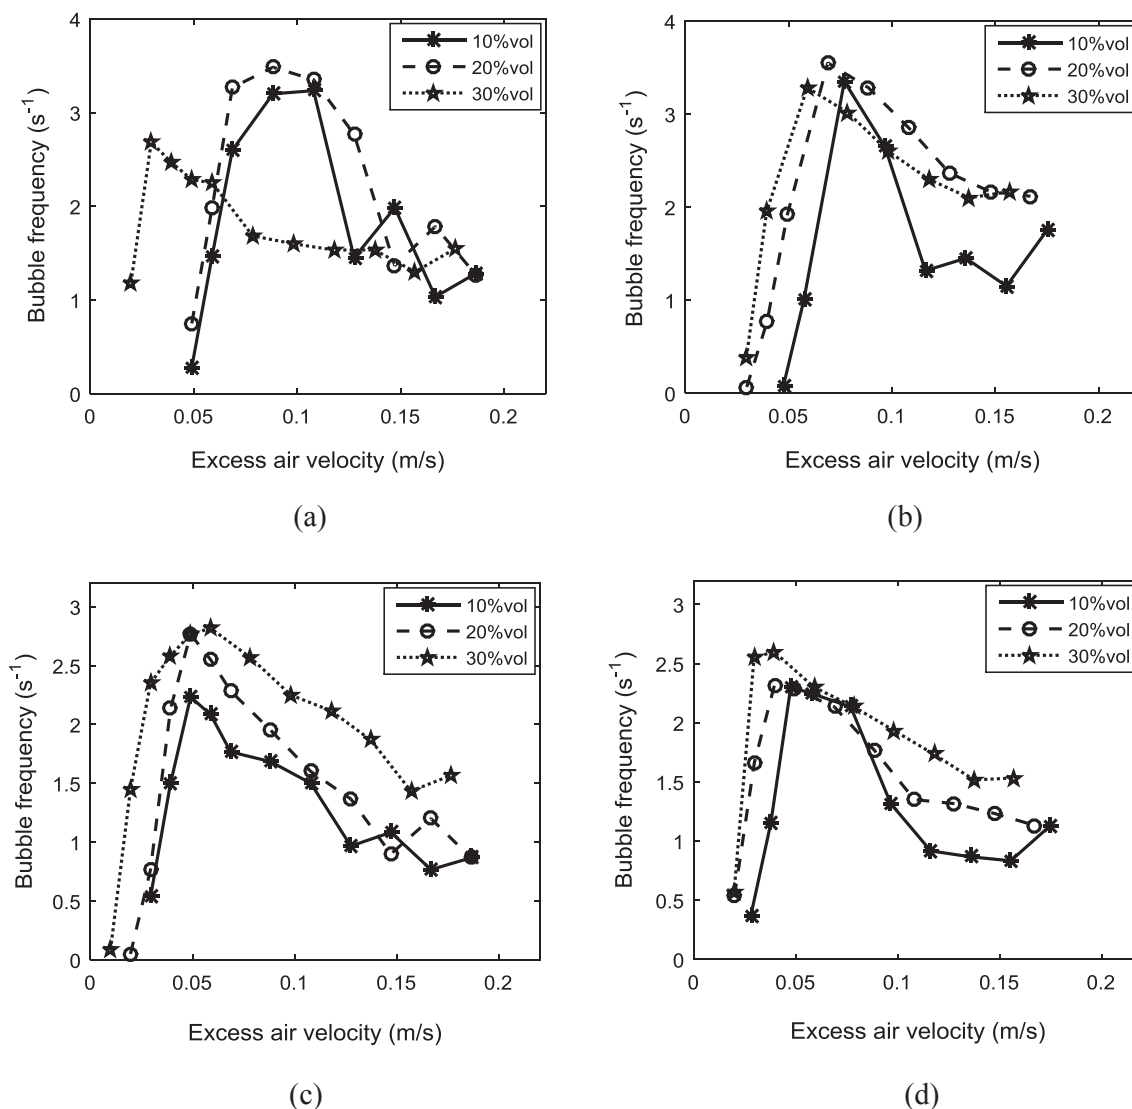 4
3
2
1
0
Bubble frequency (s⁻¹)
10%vol
20%vol
30%vol
0 0.05 0.1 0.15 0.2
Excess air velocity (m/s)
(a)
4
3
2
1
0
Bubble frequency (s⁻¹)
10%vol
20%vol
30%vol
0 0.05 0.1 0.15 0.2
Excess air velocity (m/s)
(b)
3
2.5
2
1.5
1
0.5
0
Bubble frequency (s⁻¹)
10%vol
20%vol
30%vol
0 0.05 0.1 0.15 0.2
Excess air velocity (m/s)
(c)
3
2.5
2
1.5
1
0.5
0
Bubble frequency (s⁻¹)
10%vol
20%vol
30%vol
0 0.05 0.1 0.15 0.2
Excess air velocity (m/s)
(d)